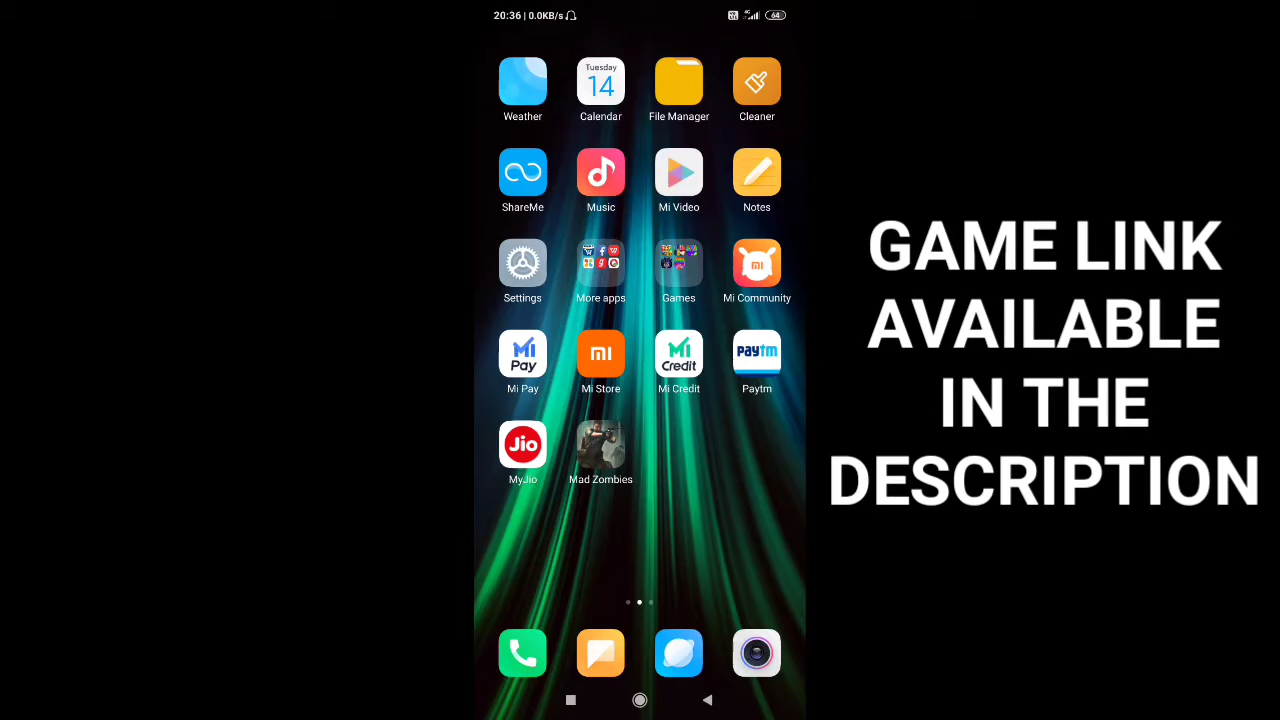 20:36 | 0.0KB/s
4G
64
Tuesday
14
Weather
Calendar
File Manager
Cleaner
ShareMe
Music
Mi Video
Notes
Settings
More apps
Games
Mi Community
Mi Pay
Mi Credit
paytm
Mi Pay
Mi Store
Mi Credit
Paytm
Jio
MyJio
Mad Zombies
GAME LINK
AVAILABLE
IN THE
DESCRIPTION